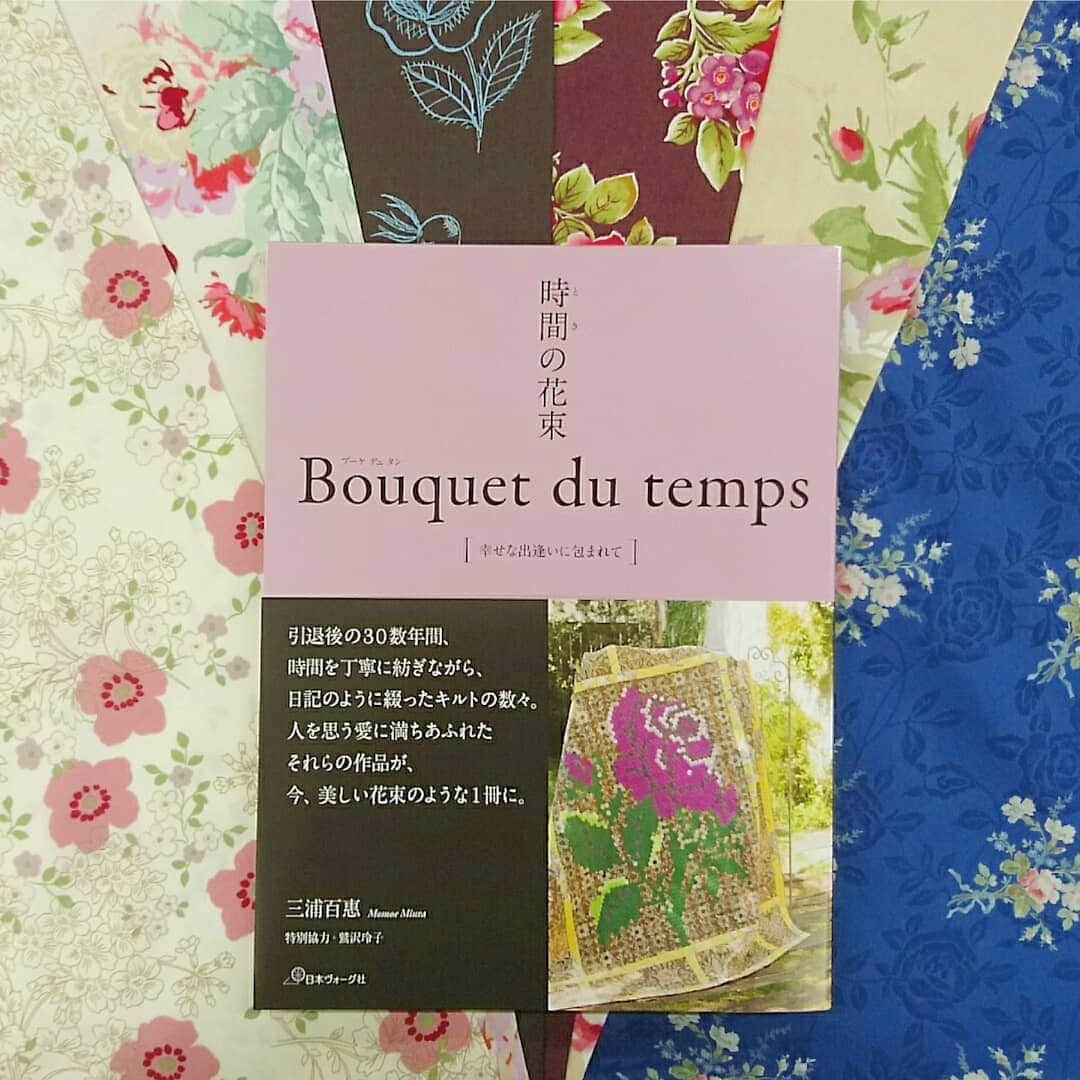 時間の花束
とき
ブーケ デュ タン
Bouquet du temps
[幸せな出逢いに包まれて]
引退後の30数年間、
時間を丁寧に紡ぎながら、
日記のように綴ったキルトの数々。
人を思う愛に満ちあふれた
それらの作品が、
今、美しい花束のような1冊に。
三浦百惠 Momoe Miura
特別協力・鷲沢玲子
日本ヴォーグ社